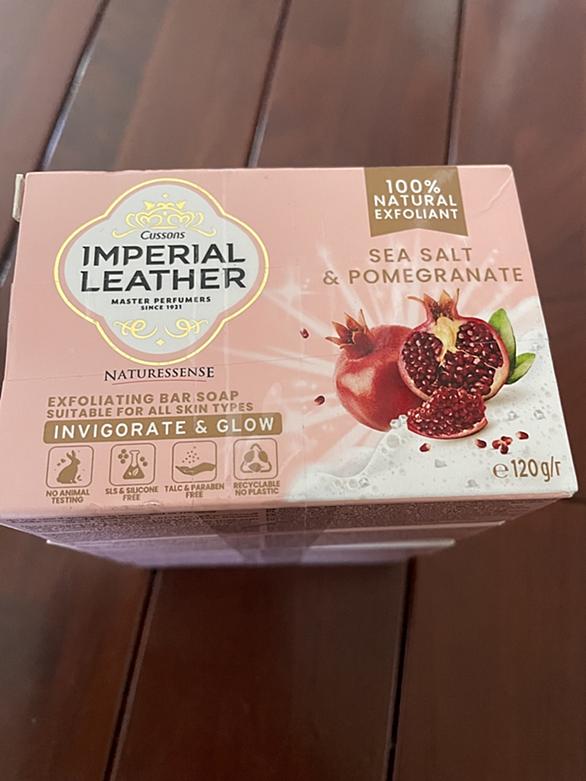 Cussons
IMPERIAL
LEATHER
MASTER PERFUMERS
SINCE 1921
NATURESSENSE
EXFOLIATING BAR SOAP
SUITABLE FOR ALL SKIN TYPES
INVIGORATE & GLOW
NO ANIMAL
TESTING
SLS & SILICONE
FREE
TALC & PARABEN
FREE
RECYCLABLE
NO PLASTIC
100%
NATURAL
EXFOLIANT
SEA SALT
& POMEGRANATE
℮120g/r